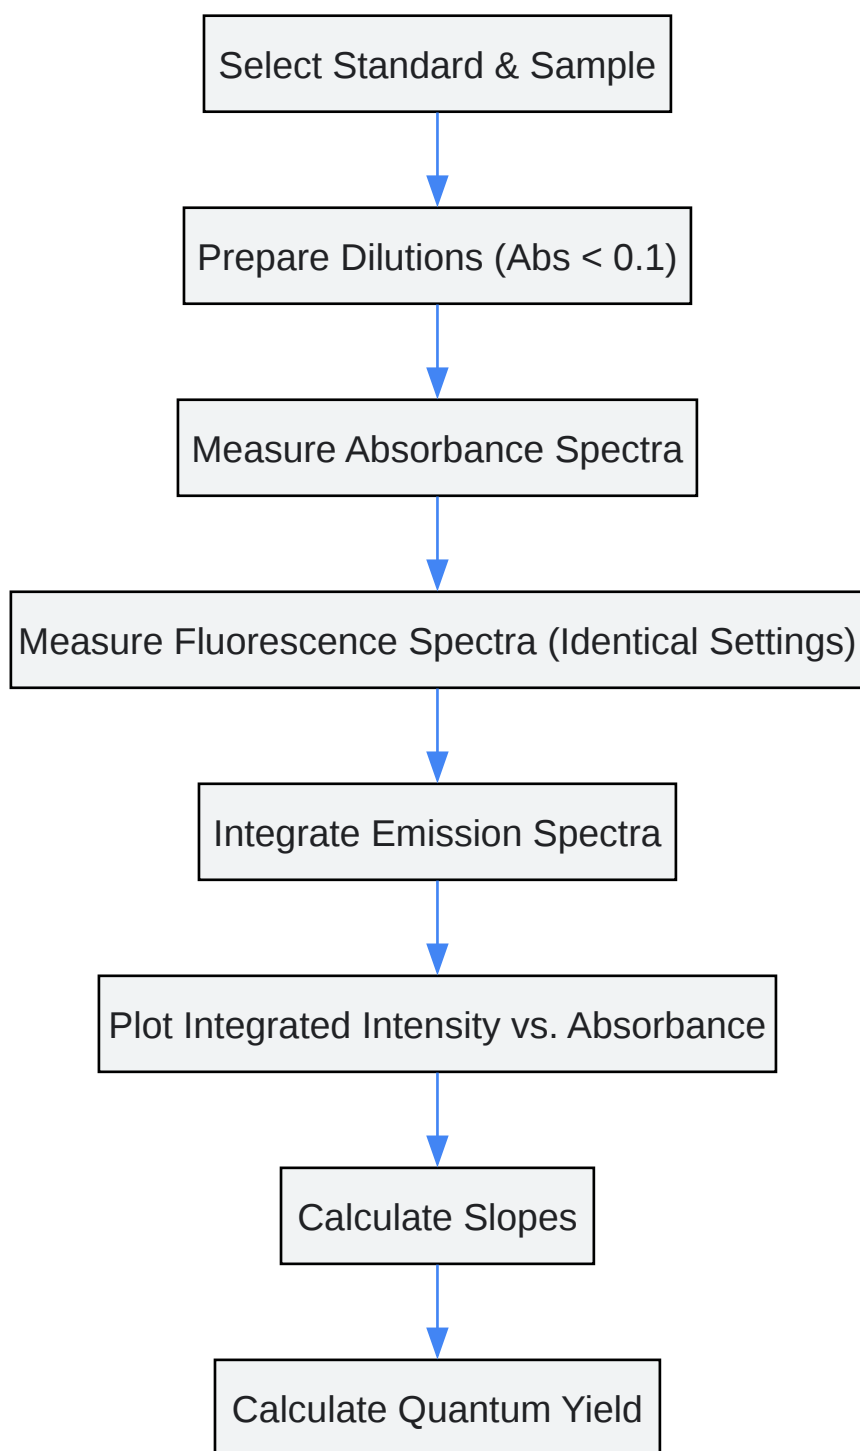 Select Standard & Sample
Prepare Dilutions (Abs < 0.1)
Measure Absorbance Spectra
Measure Fluorescence Spectra (Identical Settings)
Integrate Emission Spectra
Plot Integrated Intensity vs. Absorbance
Calculate Slopes
Calculate Quantum Yield